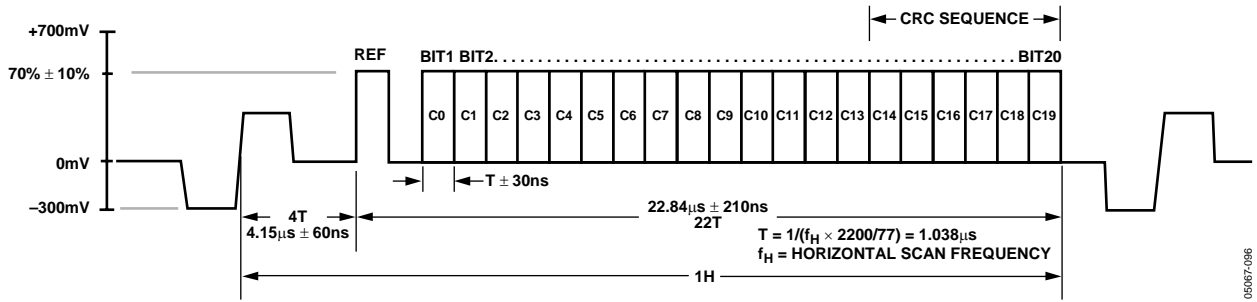 CRC SEQUENCE
+700mV
REF
BIT1 BIT2. . . . . . . . . . . . . . . . . . . . . . . . . . . . . . . . . . . . . . . . . . . . . . . . . . . . . . . . . BIT20
70% ± 10%
C0 C1 C2 C3 C4 C5 C6 C7 C8 C9 C10 C11 C12 C13 C14 C15 C16 C17 C18 C19
0mV
T ± 30ns
–300mV
4T
4.15µs ± 60ns
22.84µs ± 210ns
22T
T = 1/(fH × 2200/77) = 1.038µs
fH = HORIZONTAL SCAN FREQUENCY
1H
05067-096